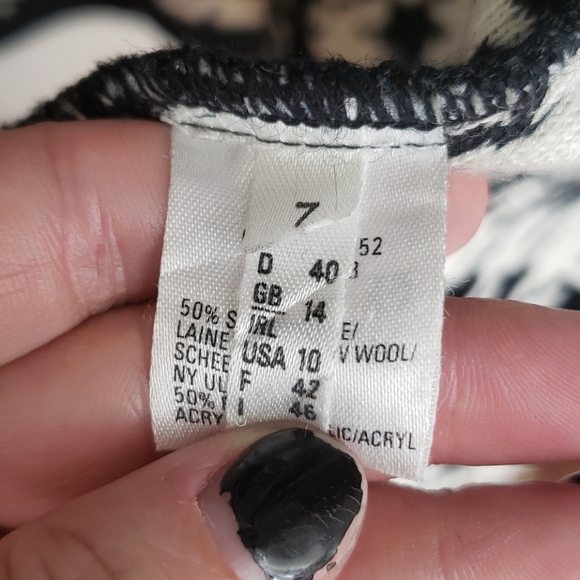 7
52
D 40
GB
IRL 14
USA 10
F 42
I 46
50% S
LAINE
SCHEE
NY UL
50%
ACRY
E/
WOOL/
LIC/ACRYL